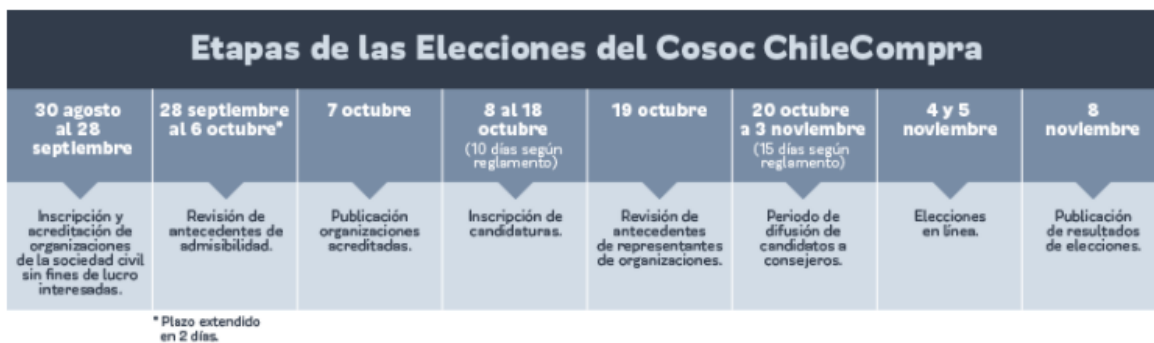 Etapas de las Elecciones del Cosoc ChileCompra
30 agosto
al 28
septiembre
28 septiembre
al 6 octubre*
7 octubre
8 al 18
octubre
(10 días según
reglamento)
19 octubre
20 octubre
a 3 noviembre
(15 días según
reglamento)
4 y 5
noviembre
8
noviembre
Inscripción y
acreditación de
organizaciones
de la sociedad civil
sin fines de lucro
interesadas.
Revisión de
antecedentes de
admisibilidad.
Publicación
organizaciones
acreditadas.
Inscripción de
candidaturas.
Revisión de
antecedentes
de representantes
de organizaciones.
Periodo de
difusión de
candidatos a
consejeros.
Elecciones
en línea.
Publicación
de resultados
de elecciones.
* Plazo extendido
en 2 días.